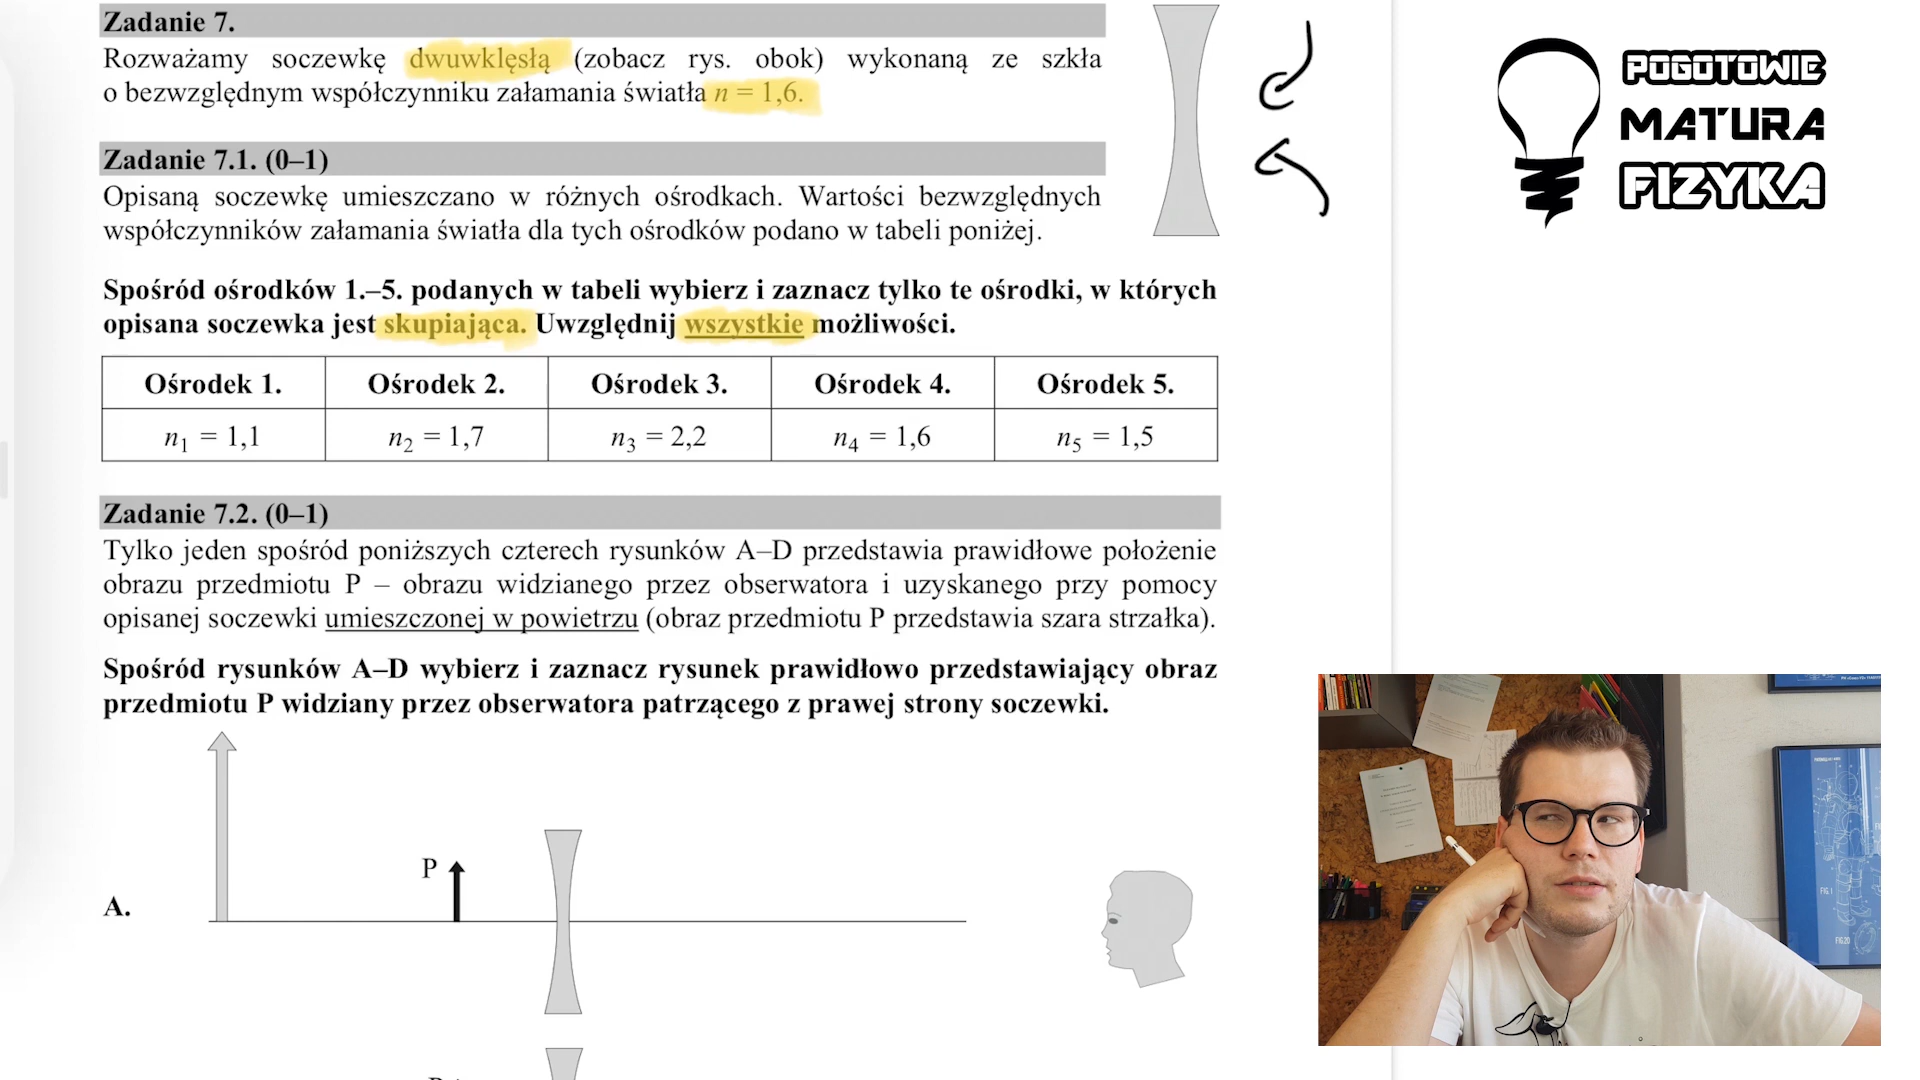 Zadanie 7.
Rozważamy soczewkę dwuwklęsłą (zobacz rys. obok) wykonaną ze szkła
o bezwzględnym współczynniku załamania światła n = 1,6.
Zadanie 7.1. (0–1)
Opisaną soczewkę umieszczano w różnych ośrodkach. Wartości bezwzględnych
współczynników załamania światła dla tych ośrodków podano w tabeli poniżej.
Spośród ośrodków 1.–5. podanych w tabeli wybierz i zaznacz tylko te ośrodki, w których
opisana soczewka jest skupiająca. Uwzględnij wszystkie możliwości.
Ośrodek 1. Ośrodek 2. Ośrodek 3. Ośrodek 4. Ośrodek 5.
n₁ = 1,1 n₂ = 1,7 n₃ = 2,2 n₄ = 1,6 n₅ = 1,5
Zadanie 7.2. (0–1)
Tylko jeden spośród poniższych czterech rysunków A–D przedstawia prawidłowe położenie
obrazu przedmiotu P – obrazu widzianego przez obserwatora i uzyskanego przy pomocy
opisanej soczewki umieszczonej w powietrzu (obraz przedmiotu P przedstawia szara strzałka).
Spośród rysunków A–D wybierz i zaznacz rysunek prawidłowo przedstawiający obraz
przedmiotu P widziany przez obserwatora patrzącego z prawej strony soczewki.
P
A.
POGOTOWIE
MATURA
FIZYKA
FIG.1
FIG.20